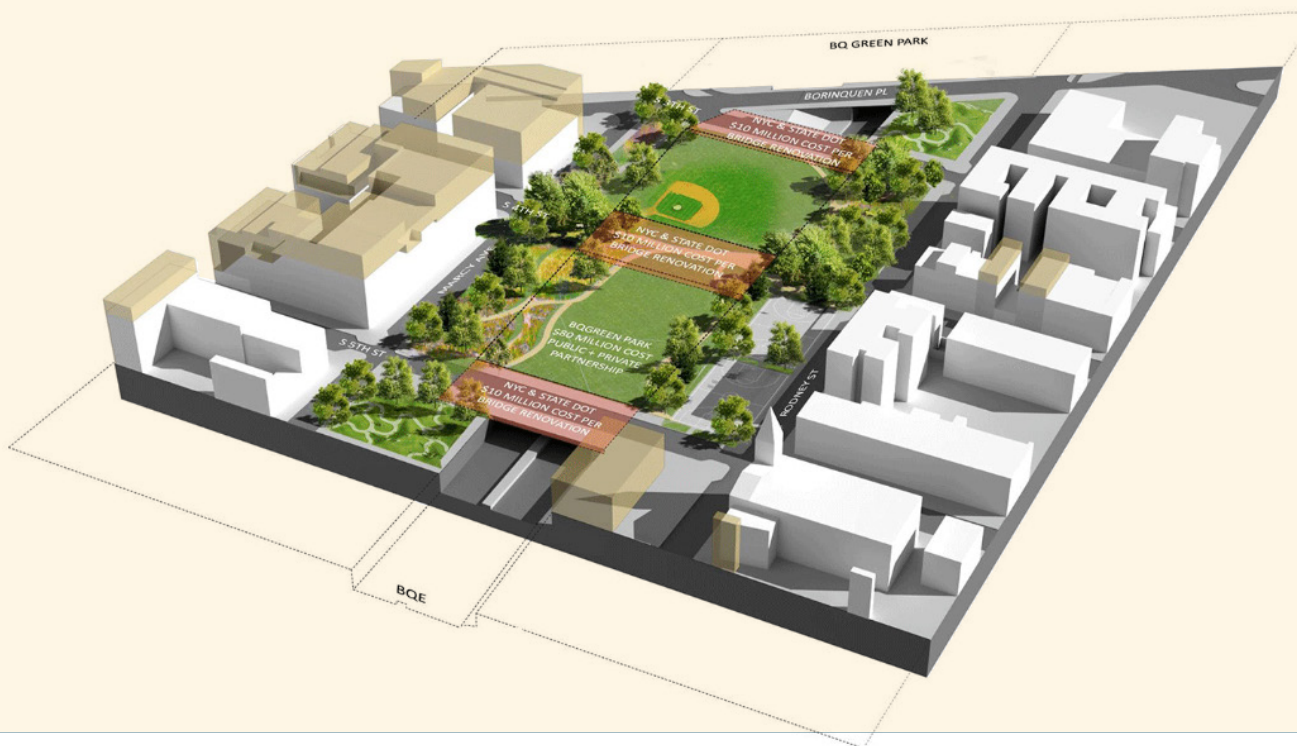 BQ GREEN PARK
BORINQUEN PL
NYC & STATE DOT
$10 MILLION COST PER
BRIDGE RENOVATION
S 4TH ST
NYC & STATE DOT
$10 MILLION COST PER
BRIDGE RENOVATION
MARCY AV
BQGREEN PARK
$80 MILLION COST
PUBLIC + PRIVATE
PARTNERSHIP
S 5TH ST
NYC & STATE DOT
$10 MILLION COST PER
BRIDGE RENOVATION
RODNEY ST
BQE